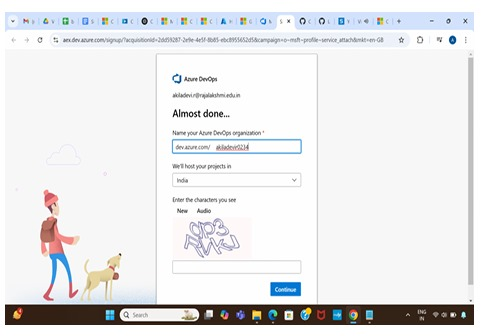 aex.dev.azure.com/signup/?acquisitionId=2dd59287-2e9e-4e5f-8b85-ebc8955652d5&campaign=o~msft~profile~service_attach&mkt=en-GB
Azure DevOps
akiladevi.r@rajalakshmi.edu.in
Almost done...
Name your Azure DevOps organization *
dev.azure.com/ akiladevir0234
We'll host your projects in
India
Enter the characters you see
New Audio
Continue
Search
ENG
IN